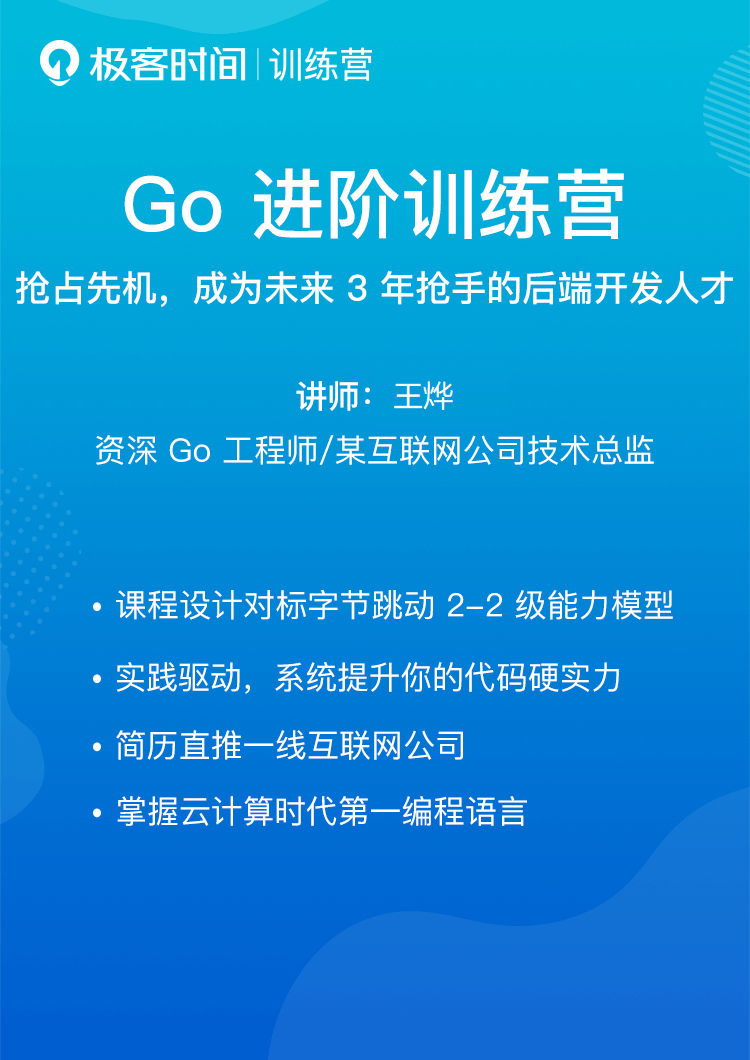 极客时间 | 训练营
Go 进阶训练营
抢占先机，成为未来 3 年抢手的后端开发人才
讲师：王烨
资深 Go 工程师/某互联网公司技术总监
• 课程设计对标字节跳动 2-2 级能力模型
• 实践驱动，系统提升你的代码硬实力
• 简历直推一线互联网公司
• 掌握云计算时代第一编程语言